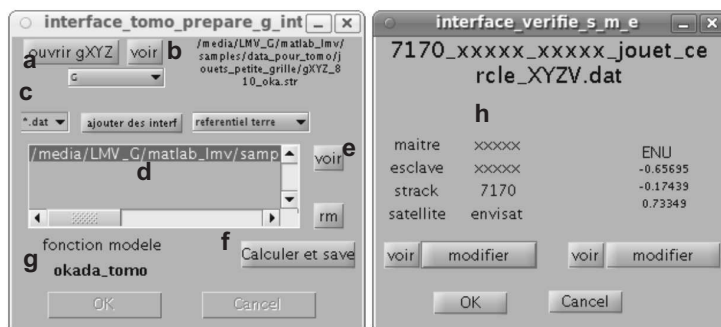 interface_tomo_prepare_g_int
ouvrir gXYZ
voir
a
b
/media/LMV_G/matlab_lmv/
samples/data_pour_tomo/j
ouets_petite_grille/gXYZ_8
10_oka.str
G
c
*.dat
ajouter des interf
referentiel terre
/media/LMV_G/matlab_lmv/samp
d
voir
e
rm
fonction modele
f
Calculer et save
g
okada_tomo
OK
Cancel
interface_verifie_s_m_e
7170_xxxxx_xxxxx_jouet_ce
rcle_XYZV.dat
h
maitre xxxxx
esclave xxxxx
strack 7170
satellite envisat
ENU
-0.65695
-0.17439
0.73349
voir modifier
voir modifier
OK
Cancel